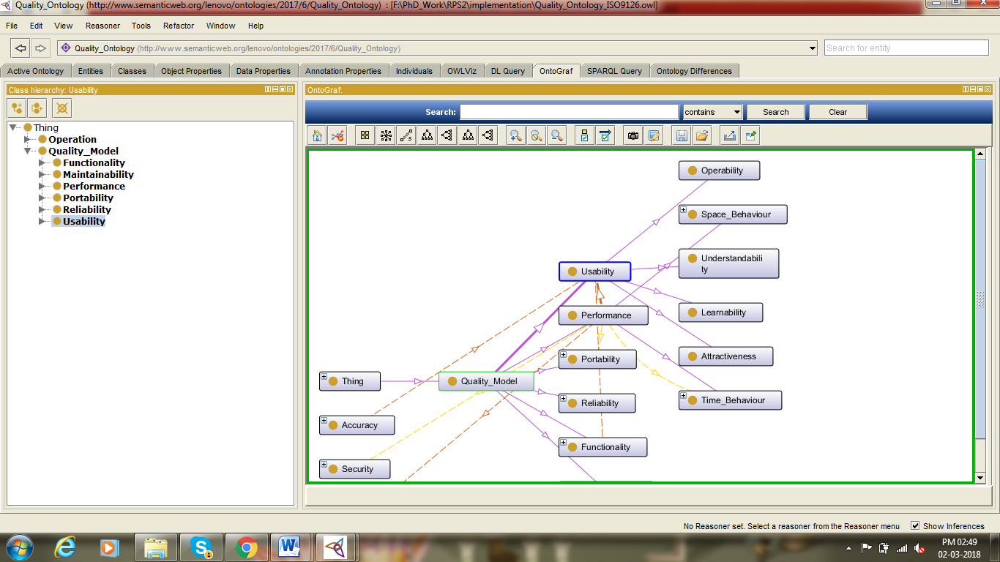 Quality_Ontology (http://www.semanticweb.org/lenovo/ontologies/2017/6/Quality_Ontology) : [F:\PhD_Work\RPS2\implementation\Quality_Ontology_ISO9126.owl]
File Edit View Reasoner Tools Refactor Window Help
Quality_Ontology (http://www.semanticweb.org/lenovo/ontologies/2017/6/Quality_Ontology)
Search for entity
Active Ontology Entities Classes Object Properties Data Properties Annotation Properties Individuals OWLViz DL Query OntoGraf SPARQL Query Ontology Differences
Class hierarchy: Usability
Thing
Operation
Quality_Model
Functionality
Maintainability
Performance
Portability
Reliability
Usability
OntoGraf:
Search: contains Search Clear
Operability
Space_Behaviour
Understandabili
ty
Usability
Learnability
Performance
Attractiveness
Portability
Thing
Quality_Model
Time_Behaviour
Reliability
Accuracy
Functionality
Security
No Reasoner set. Select a reasoner from the Reasoner menu Show Inferences
1
PM 02:49
02-03-2018